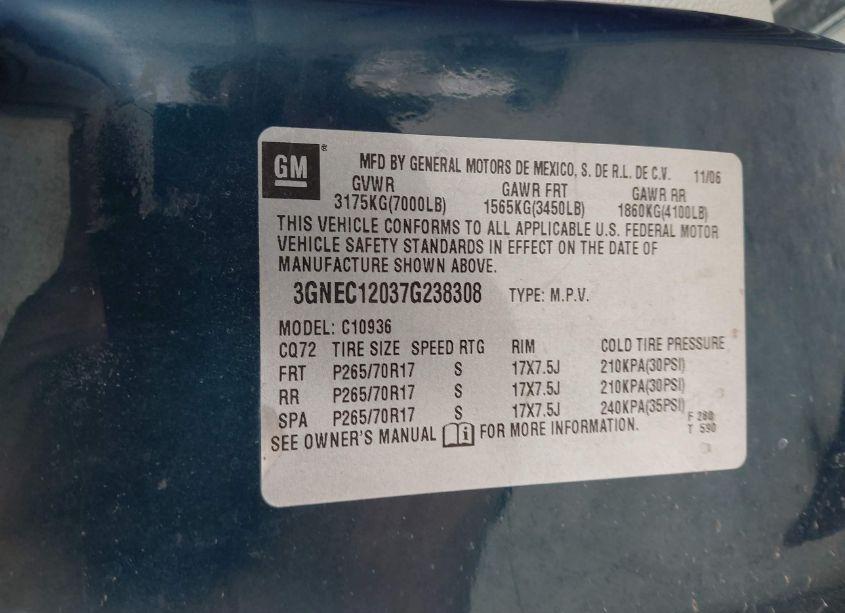 GM ® MFD BY GENERAL MOTORS DE MEXICO, S. DE R.L. DE C.V. 11/06
GVWR GAWR FRT GAWR RR
3175KG(7000LB) 1565KG(3450LB) 1860KG(4100LB)
THIS VEHICLE CONFORMS TO ALL APPLICABLE U.S. FEDERAL MOTOR
VEHICLE SAFETY STANDARDS IN EFFECT ON THE DATE OF
MANUFACTURE SHOWN ABOVE.
3GNEC12037G238308 TYPE: M.P.V.
MODEL: C10936
CQ72 TIRE SIZE SPEED RTG RIM COLD TIRE PRESSURE
FRT P265/70R17 S 17X7.5J 210KPA(30PSI)
RR P265/70R17 S 17X7.5J 210KPA(30PSI)
SPA P265/70R17 S 17X7.5J 240KPA(35PSI)
F 280
T 590
SEE OWNER'S MANUAL i FOR MORE INFORMATION.